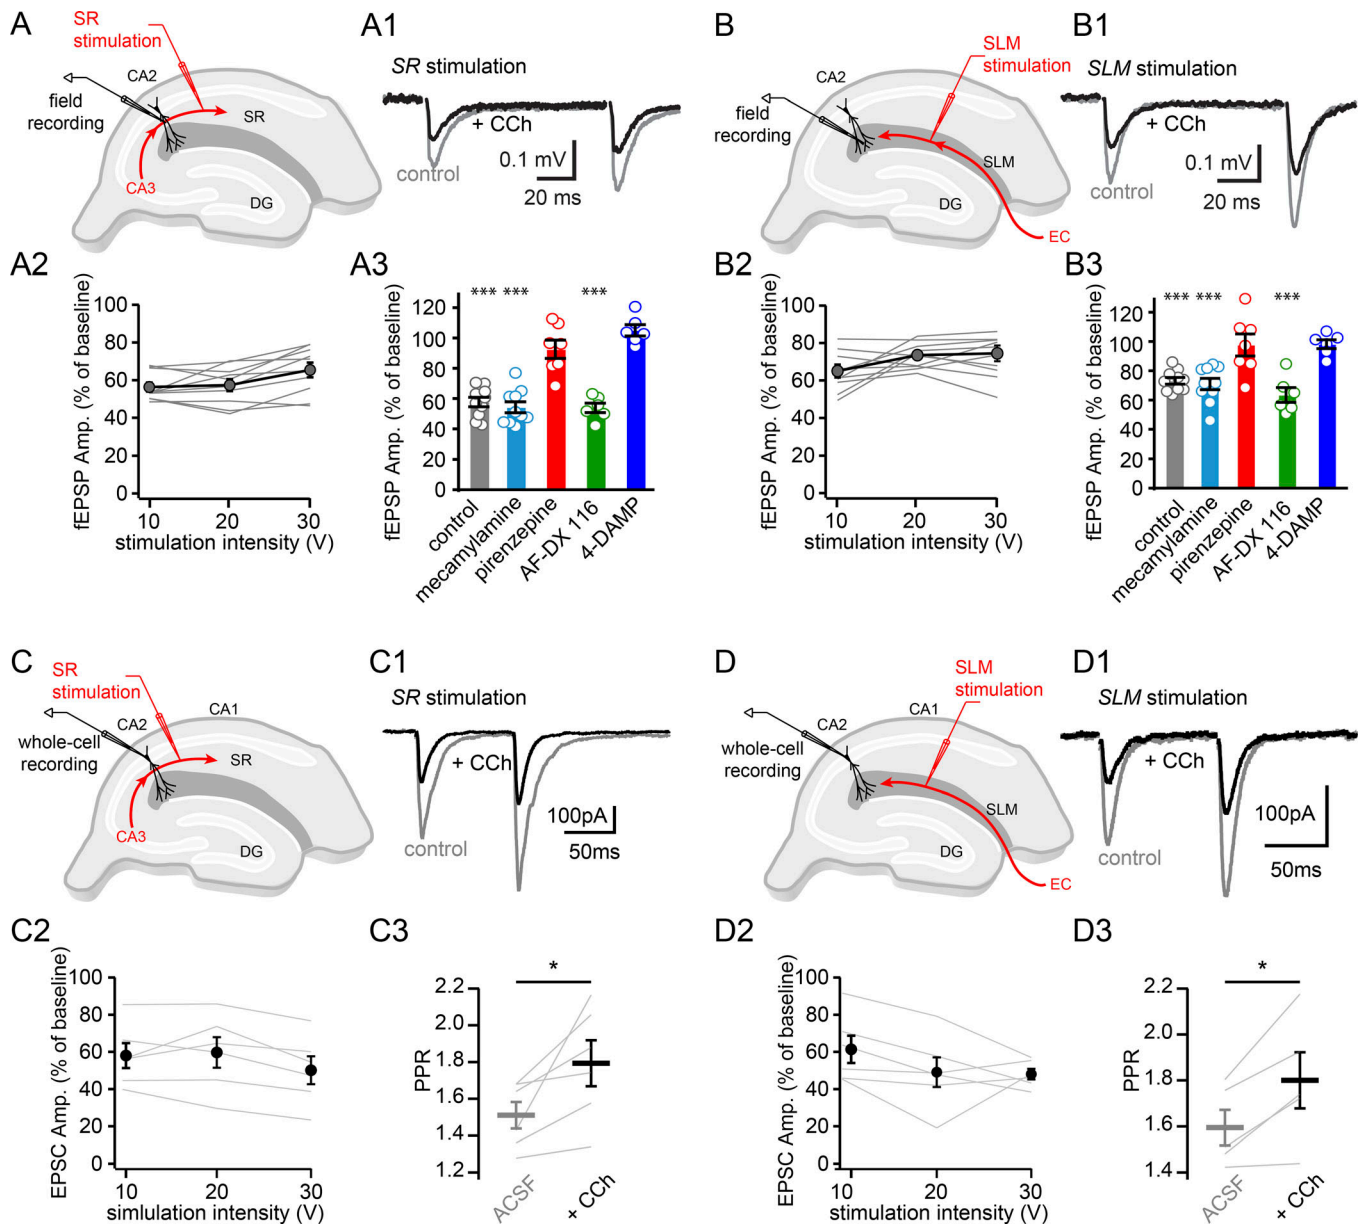 A
SR
stimulation
CA2
field
recording
SR
CA3
DG
A1
SR stimulation
+ CCh
control
0.1 mV
20 ms
B
SLM
stimulation
CA2
field
recording
SLM
DG
EC
B1
SLM stimulation
+ CCh
control
0.1 mV
20 ms
A2
fEPSP Amp. (% of baseline)
100
80
60
40
20
0
10
20
30
stimulation intensity (V)
A3
fEPSP Amp. (% of baseline)
120
100
80
60
40
20
0
***
***
***
control
mecamylamine
pirenzepine
AF-DX 116
4-DAMP
B2
fEPSP Amp. (% of baseline)
100
80
60
40
20
0
10
20
30
stimulation intensity (V)
B3
fEPSP Amp. (% of baseline)
120
100
80
60
40
20
0
***
***
***
control
mecamylamine
pirenzepine
AF-DX 116
4-DAMP
C
SR
stimulation
CA2
CA1
whole-cell
recording
SR
CA3
DG
C1
SR stimulation
+ CCh
control
100pA
50ms
D
SLM
stimulation
CA2
CA1
whole-cell
recording
SLM
DG
EC
D1
SLM stimulation
+ CCh
control
100pA
50ms
C2
EPSC Amp. (% of baseline)
100
80
60
40
20
0
10
20
30
simlulation intensity (V)
C3
PPR
2.2
2.0
1.8
1.6
1.4
1.2
*
ACSF
+ CCh
D2
EPSC Amp. (% of baseline)
100
80
60
40
20
0
10
20
30
stimulation intensity (V)
D3
PPR
2.2
2.0
1.8
1.6
1.4
*
ACSF
+ CCh